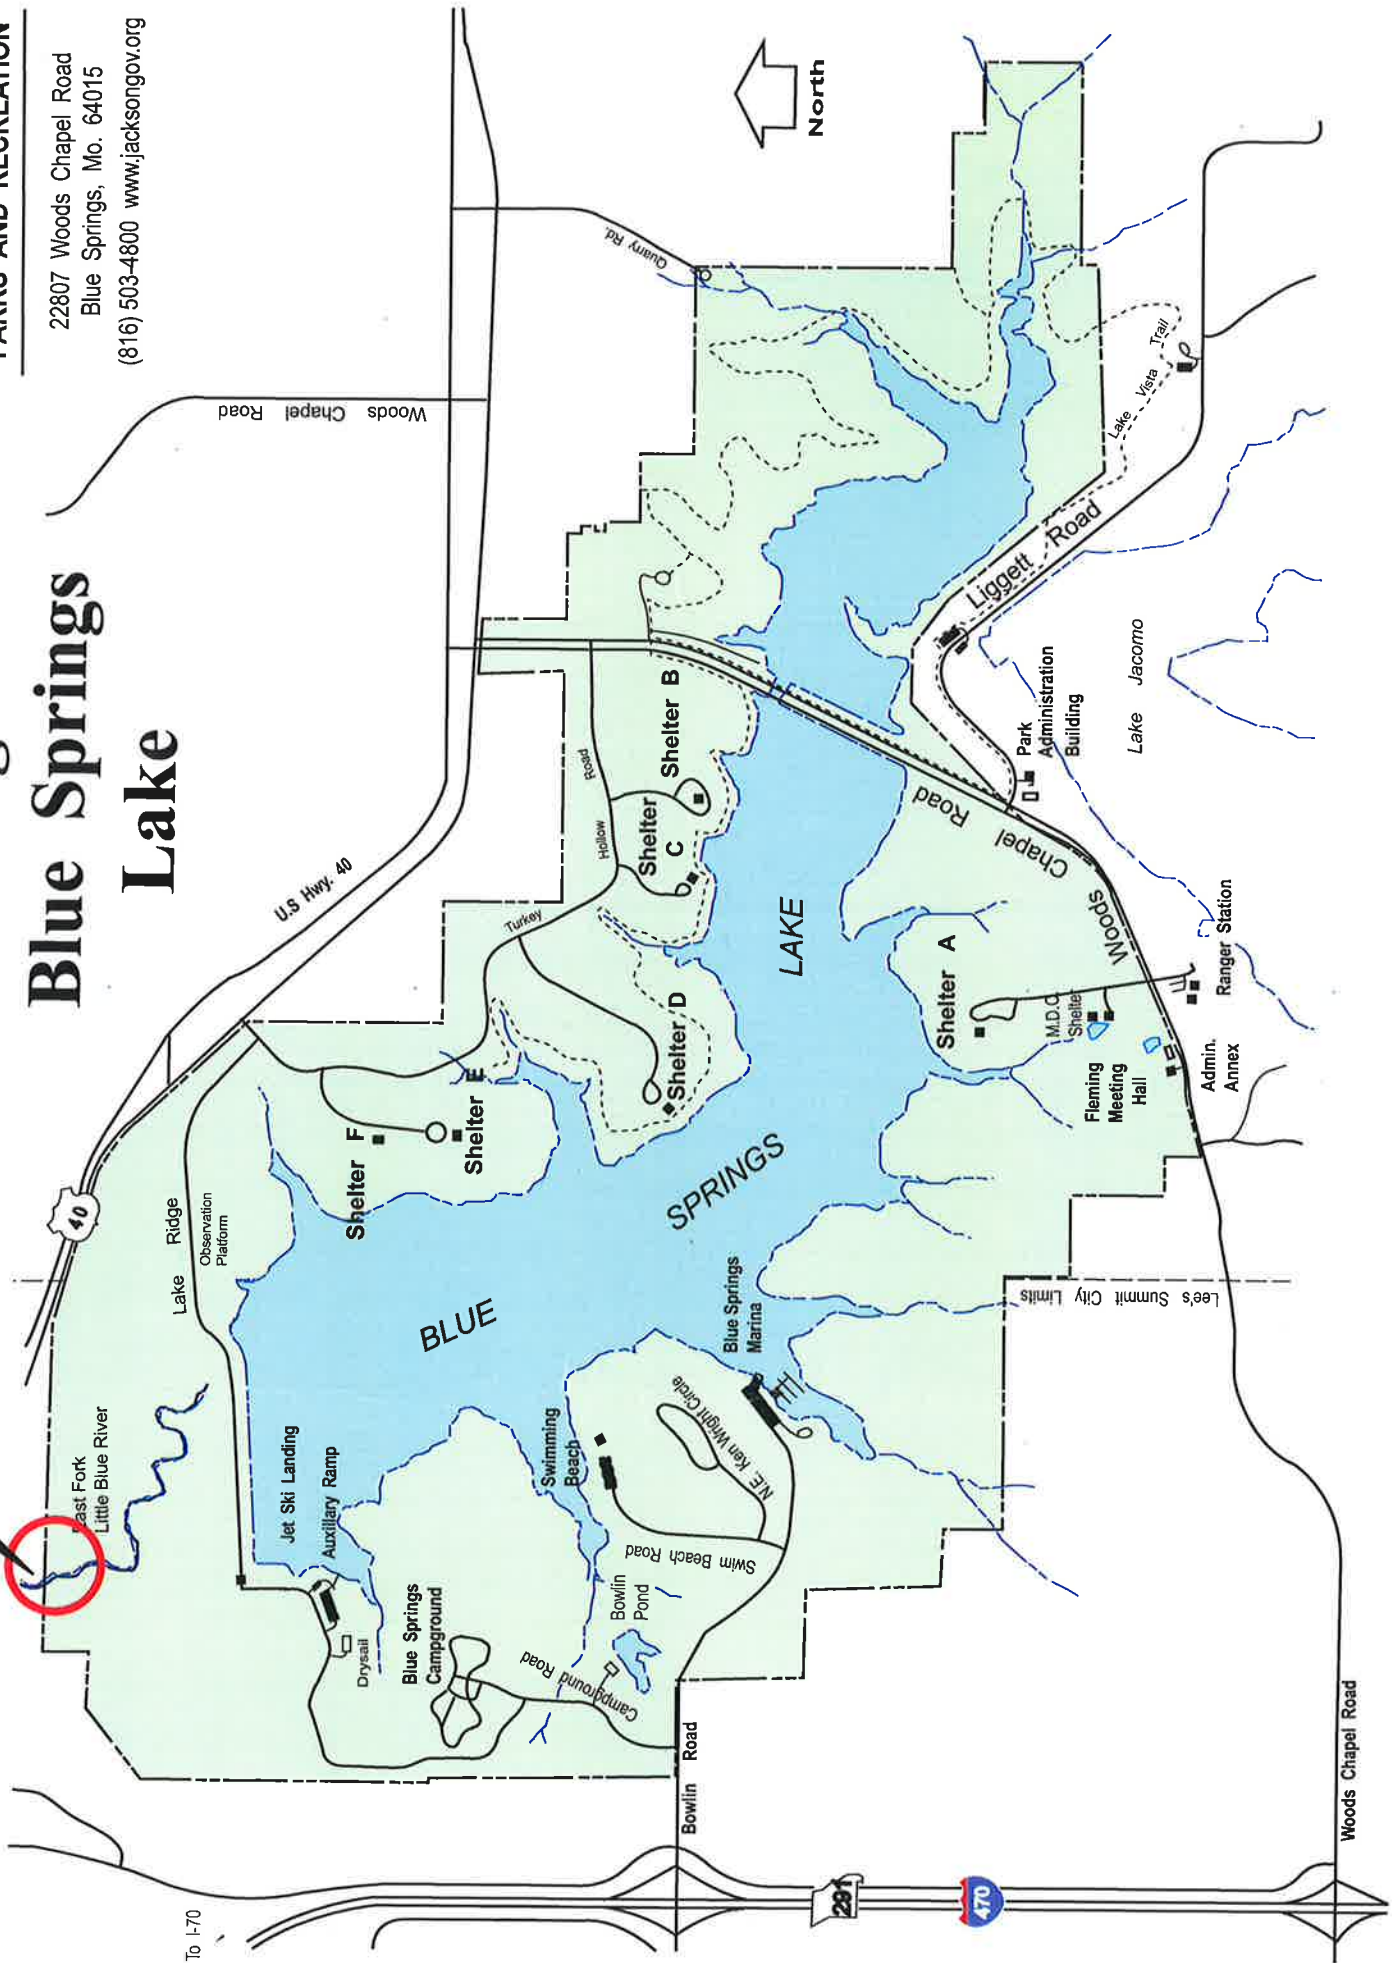 PARKS AND RECREATION
22807 Woods Chapel Road
Blue Springs, Mo. 64015
(816) 503-4800 www.jacksongov.org
Blue Springs
Lake
North
Woods Chapel Road
Quarry Rd.
U.S Hwy. 40
40
East Fork
Little Blue River
Lake Ridge
Observation
Platform
Turkey Hollow Road
Shelter B
Shelter
C
Shelter D
Shelter E
Shelter F
Jet Ski Landing
Auxillary Ramp
Drysail
Blue Springs
Campground
Campground Road
Swimming
Beach
Bowlin
Pond
Swim Beach Road
N.E. Ken Wright Circle
Blue Springs
Marina
BLUE
SPRINGS
LAKE
Shelter A
M.D.C.
Shelter
Fleming
Meeting
Hall
Admin.
Annex
Ranger Station
Woods Chapel Road
Park
Administration
Building
Lake Jacomo
Liggett Road
Lake Vista Trail
Lee's Summit City Limits
Bowlin Road
To I-70
291
470
Woods Chapel Road